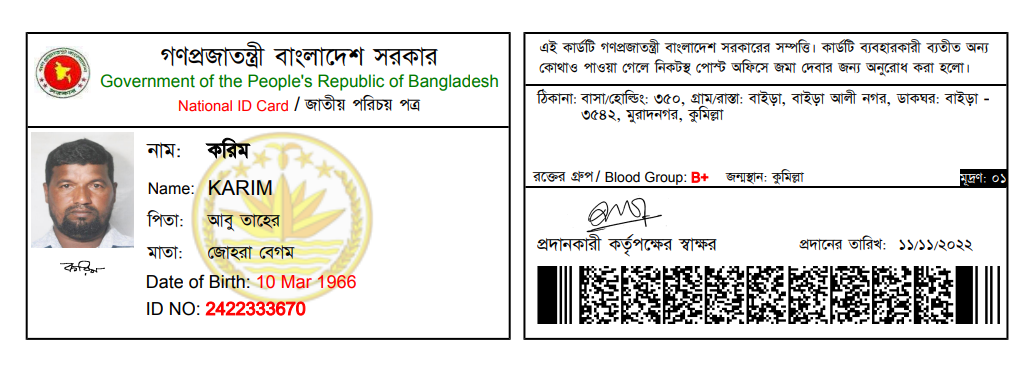 গণপ্রজাতন্ত্রী বাংলাদেশ সরকার
Government of the People's Republic of Bangladesh
National ID Card / জাতীয় পরিচয় পত্র
নাম: করিম
Name: KARIM
পিতা: আবু তাহের
মাতা: জোহরা বেগম
Date of Birth: 10 Mar 1966
ID NO: 2422333670
করিম
এই কার্ডটি গণপ্রজাতন্ত্রী বাংলাদেশ সরকারের সম্পত্তি। কার্ডটি ব্যবহারকারী ব্যতীত অন্য
কোথাও পাওয়া গেলে নিকটস্থ পোস্ট অফিসে জমা দেবার জন্য অনুরোধ করা হলো।
ঠিকানা: বাসা/হোল্ডিং: ৩৫০, গ্রাম/রাস্তা: বাইড়া, বাইড়া আলী নগর, ডাকঘর: বাইড়া -
৩৫৪২, মুরাদনগর, কুমিল্লা
রক্তের গ্রুপ/ Blood Group: B+ জন্মস্থান: কুমিল্লা মূদ্রণ: ০১
প্রদানকারী কর্তৃপক্ষের স্বাক্ষর প্রদানের তারিখ: ১১/১১/২০২২